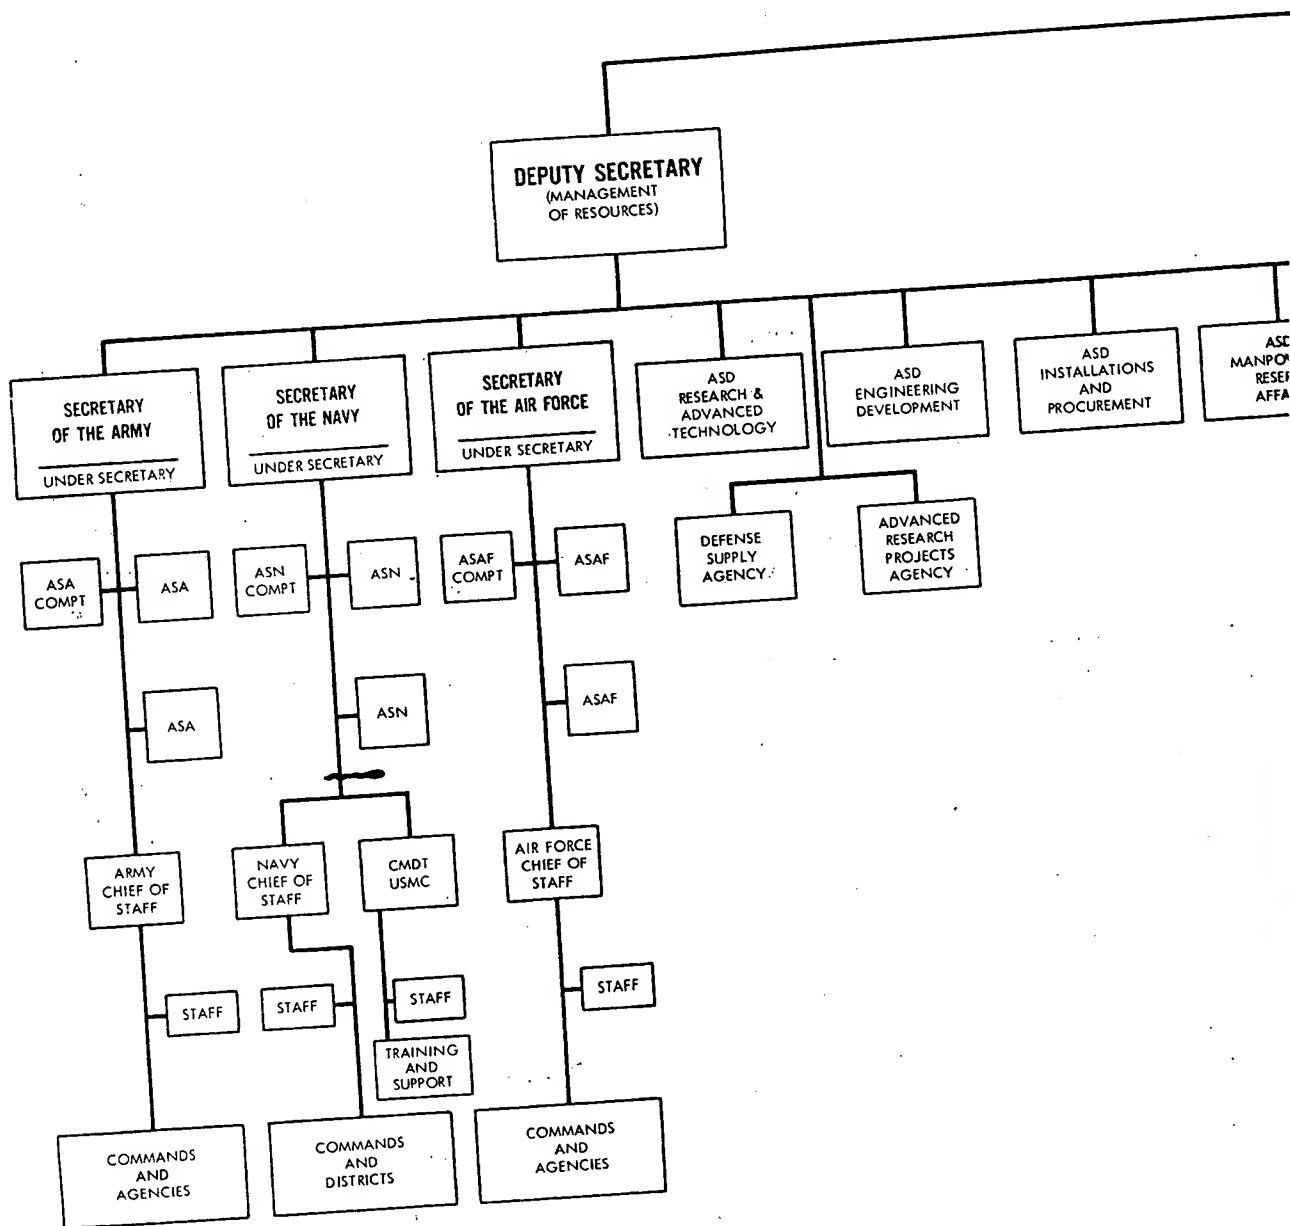 DEPUTY SECRETARY
(MANAGEMENT
OF RESOURCES)
SECRETARY
OF THE ARMY
UNDER SECRETARY
SECRETARY
OF THE NAVY
UNDER SECRETARY
SECRETARY
OF THE AIR FORCE
UNDER SECRETARY
ASD
RESEARCH &
ADVANCED
TECHNOLOGY
ASD
ENGINEERING
DEVELOPMENT
ASD
INSTALLATIONS
AND
PROCUREMENT
DEFENSE
SUPPLY
AGENCY
ADVANCED
RESEARCH
PROJECTS
AGENCY
ASA
COMPT
ASA
ASN
COMPT
ASN
ASAF
COMPT
ASAF
ASA
ASN
ASAF
ARMY
CHIEF OF
STAFF
NAVY
CHIEF OF
STAFF
CMDT
USMC
AIR FORCE
CHIEF OF
STAFF
STAFF
STAFF
STAFF
STAFF
TRAINING
AND
SUPPORT
COMMANDS
AND
AGENCIES
COMMANDS
AND
DISTRICTS
COMMANDS
AND
AGENCIES